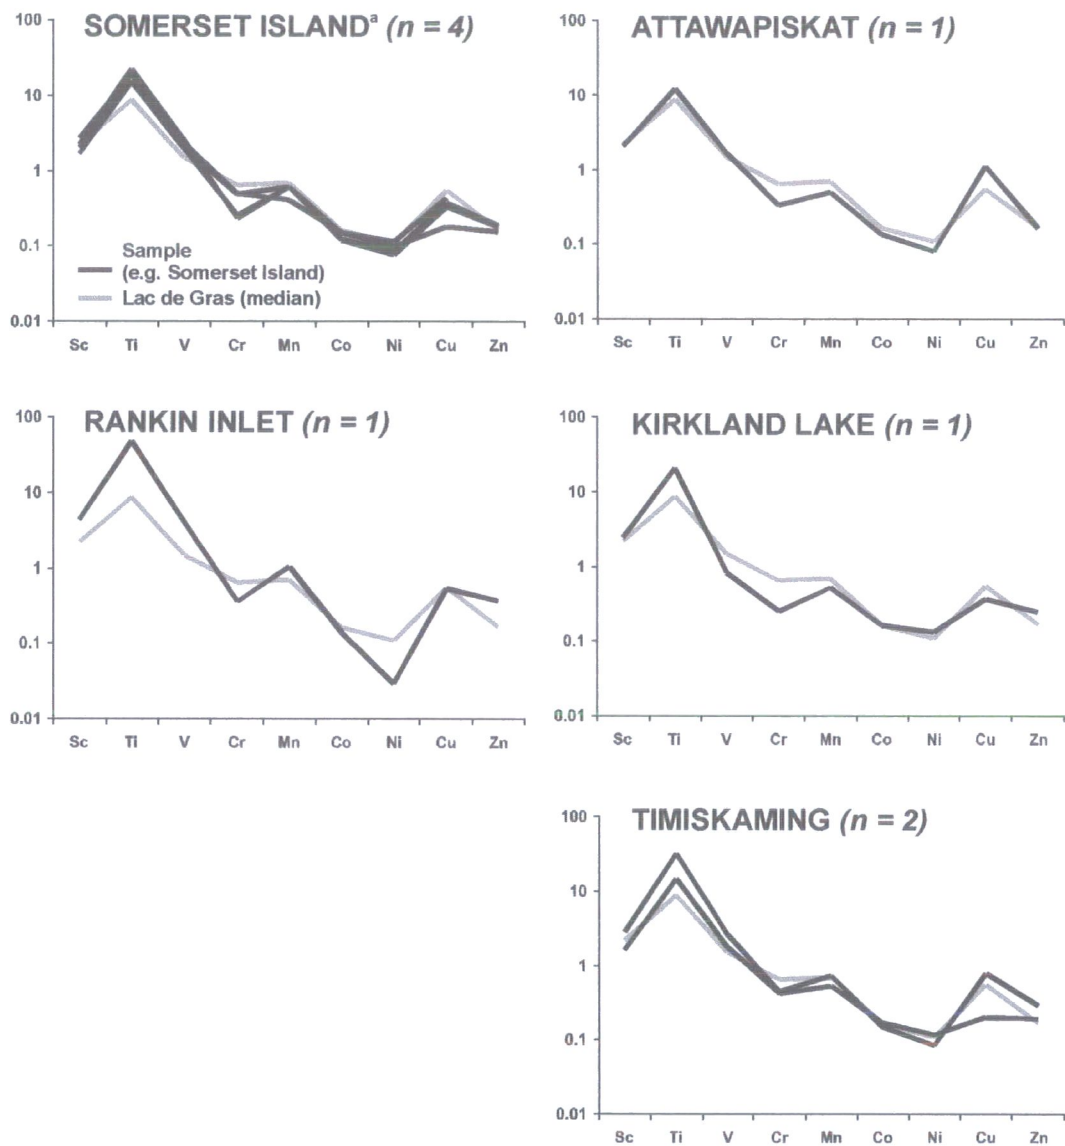 SOMERSET ISLANDᵃ (n = 4)
100
10
1
0.1
0.01
Sample
(e.g. Somerset Island)
Lac de Gras (median)
Sc Ti V Cr Mn Co Ni Cu Zn
ATTAWAPISKAT (n = 1)
100
10
1
0.1
0.01
Sc Ti V Cr Mn Co Ni Cu Zn
RANKIN INLET (n = 1)
100
10
1
0.1
0.01
Sc Ti V Cr Mn Co Ni Cu Zn
KIRKLAND LAKE (n = 1)
100
10
1
0.1
0.01
Sc Ti V Cr Mn Co Ni Cu Zn
TIMISKAMING (n = 2)
100
10
1
0.1
0.01
Sc Ti V Cr Mn Co Ni Cu Zn